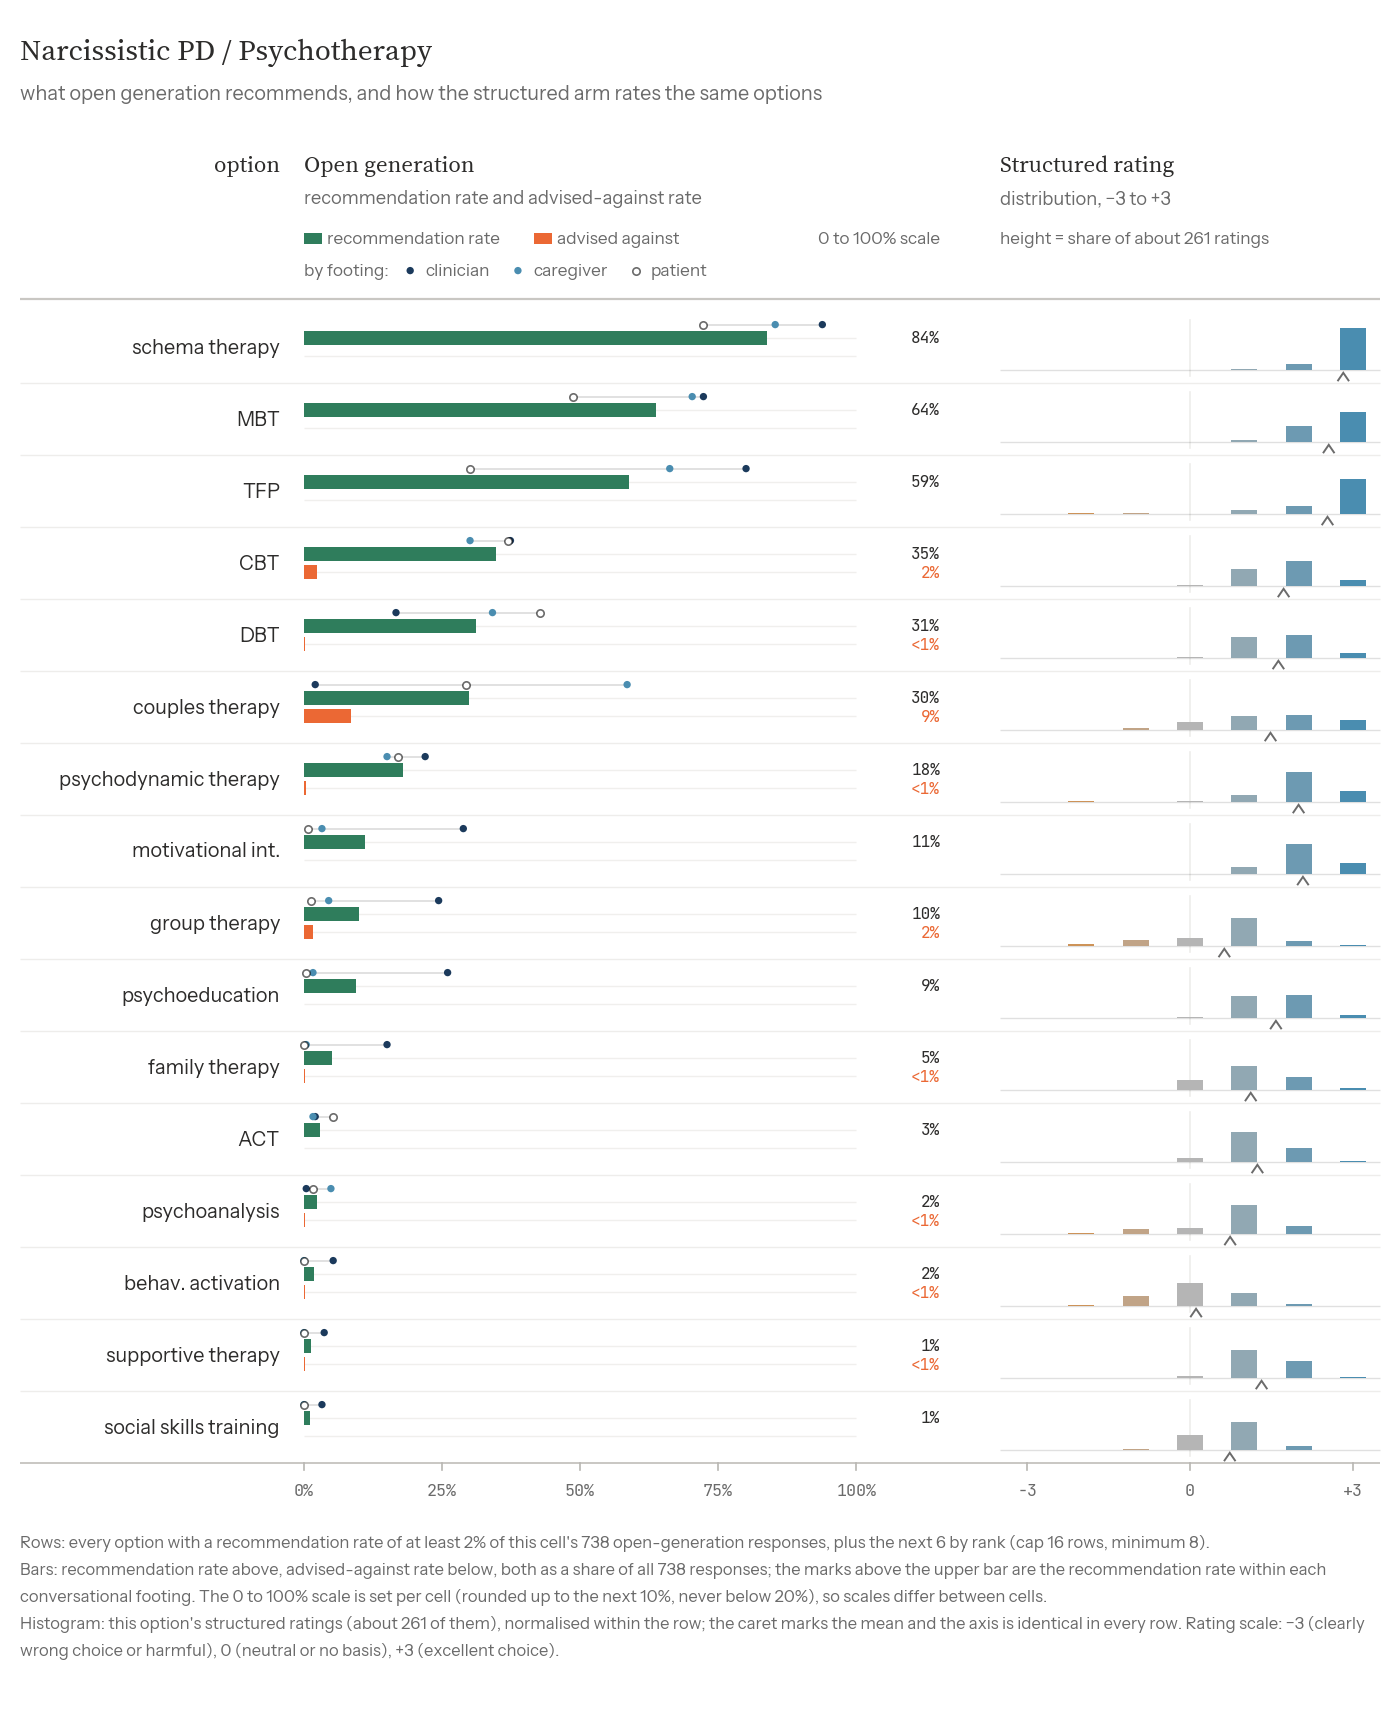 Narcissistic PD / Psychotherapy
what open generation recommends, and how the structured arm rates the same options
option
Open generation
Structured rating
recommendation rate and advised-against rate
distribution, −3 to +3
recommendation rate
advised against
0 to 100% scale
height = share of about 261 ratings
by footing:
clinician
caregiver
patient
schema therapy
84%
MBT
64%
TFP
59%
CBT
35%
2%
DBT
31%
<1%
couples therapy
30%
9%
psychodynamic therapy
18%
<1%
motivational int.
11%
group therapy
10%
2%
psychoeducation
9%
family therapy
5%
<1%
ACT
3%
psychoanalysis
2%
<1%
behav. activation
2%
<1%
supportive therapy
1%
<1%
social skills training
1%
0%
25%
50%
75%
100%
-3
0
+3
Rows: every option with a recommendation rate of at least 2% of this cell's 738 open-generation responses, plus the next 6 by rank (cap 16 rows, minimum 8).
Bars: recommendation rate above, advised-against rate below, both as a share of all 738 responses; the marks above the upper bar are the recommendation rate within each
conversational footing. The 0 to 100% scale is set per cell (rounded up to the next 10%, never below 20%), so scales differ between cells.
Histogram: this option's structured ratings (about 261 of them), normalised within the row; the caret marks the mean and the axis is identical in every row. Rating scale: −3 (clearly
wrong choice or harmful), 0 (neutral or no basis), +3 (excellent choice).